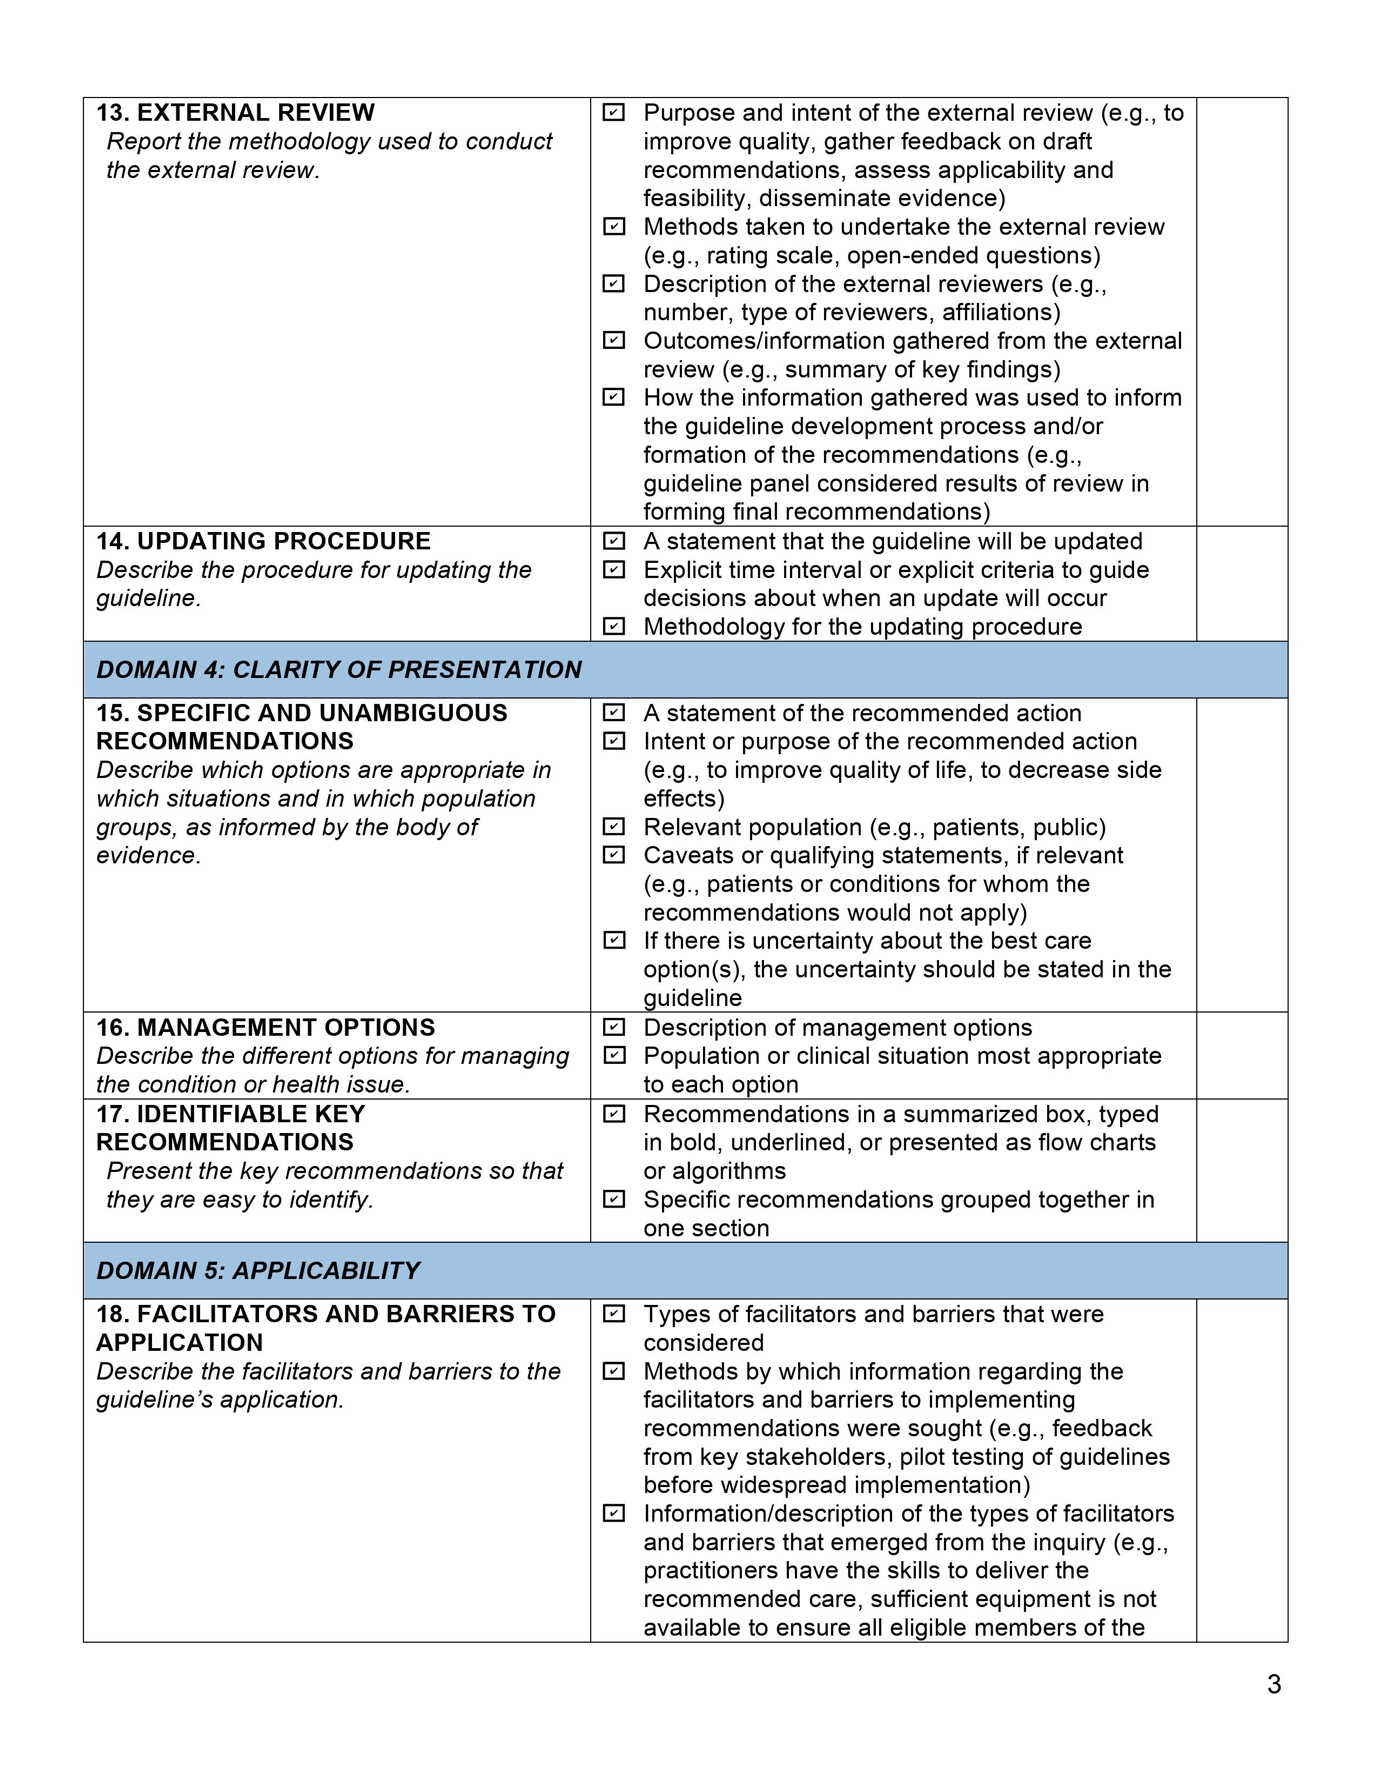 13. EXTERNAL REVIEW
Report the methodology used to conduct
the external review.
☑ Purpose and intent of the external review (e.g., to
improve quality, gather feedback on draft
recommendations, assess applicability and
feasibility, disseminate evidence)
☑ Methods taken to undertake the external review
(e.g., rating scale, open-ended questions)
☑ Description of the external reviewers (e.g.,
number, type of reviewers, affiliations)
☑ Outcomes/information gathered from the external
review (e.g., summary of key findings)
☑ How the information gathered was used to inform
the guideline development process and/or
formation of the recommendations (e.g.,
guideline panel considered results of review in
forming final recommendations)
14. UPDATING PROCEDURE
Describe the procedure for updating the
guideline.
☑ A statement that the guideline will be updated
☑ Explicit time interval or explicit criteria to guide
decisions about when an update will occur
☑ Methodology for the updating procedure
DOMAIN 4: CLARITY OF PRESENTATION
15. SPECIFIC AND UNAMBIGUOUS
RECOMMENDATIONS
Describe which options are appropriate in
which situations and in which population
groups, as informed by the body of
evidence.
☑ A statement of the recommended action
☑ Intent or purpose of the recommended action
(e.g., to improve quality of life, to decrease side
effects)
☑ Relevant population (e.g., patients, public)
☑ Caveats or qualifying statements, if relevant
(e.g., patients or conditions for whom the
recommendations would not apply)
☑ If there is uncertainty about the best care
option(s), the uncertainty should be stated in the
guideline
16. MANAGEMENT OPTIONS
Describe the different options for managing
the condition or health issue.
☑ Description of management options
☑ Population or clinical situation most appropriate
to each option
17. IDENTIFIABLE KEY
RECOMMENDATIONS
Present the key recommendations so that
they are easy to identify.
☑ Recommendations in a summarized box, typed
in bold, underlined, or presented as flow charts
or algorithms
☑ Specific recommendations grouped together in
one section
DOMAIN 5: APPLICABILITY
18. FACILITATORS AND BARRIERS TO
APPLICATION
Describe the facilitators and barriers to the
guideline’s application.
☑ Types of facilitators and barriers that were
considered
☑ Methods by which information regarding the
facilitators and barriers to implementing
recommendations were sought (e.g., feedback
from key stakeholders, pilot testing of guidelines
before widespread implementation)
☑ Information/description of the types of facilitators
and barriers that emerged from the inquiry (e.g.,
practitioners have the skills to deliver the
recommended care, sufficient equipment is not
available to ensure all eligible members of the
3